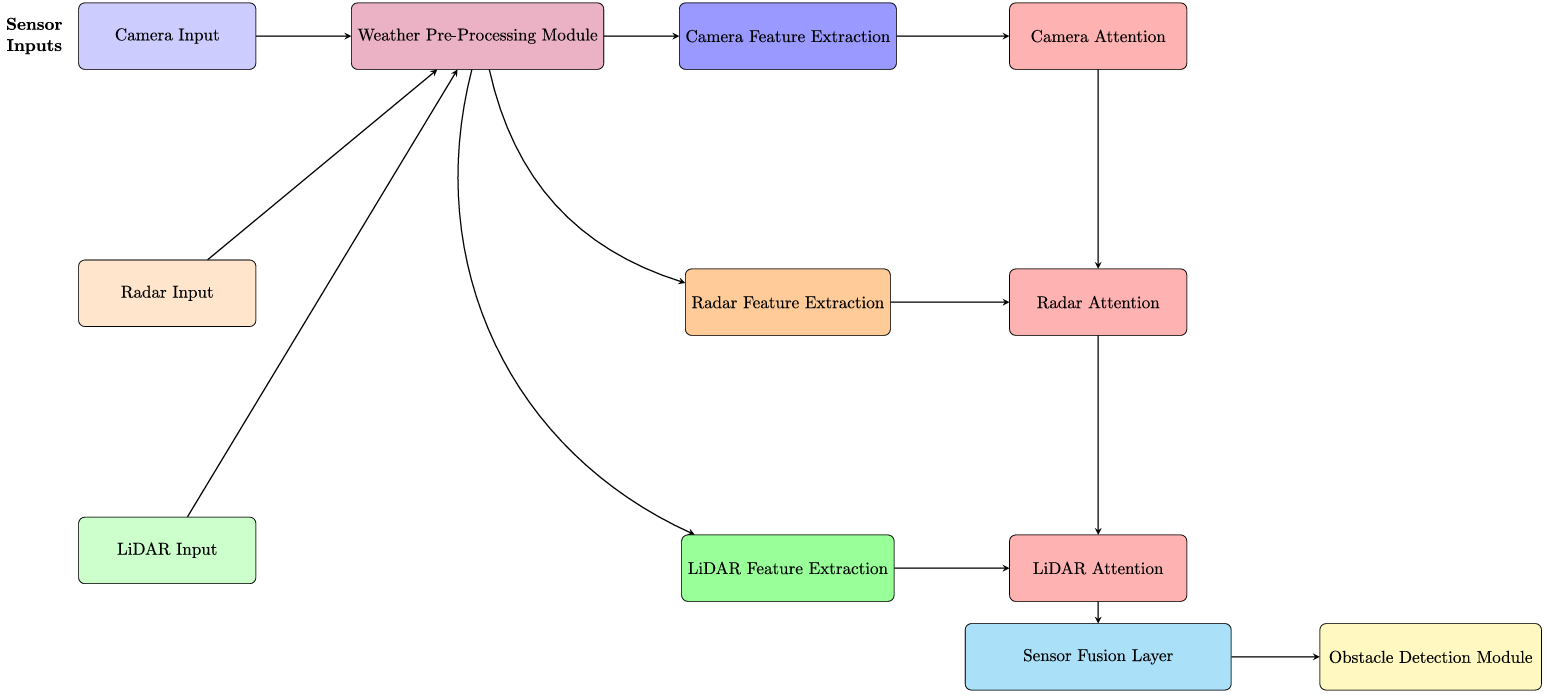 Sensor
Inputs
Camera Input
Weather Pre-Processing Module
Camera Feature Extraction
Camera Attention
Radar Input
Radar Feature Extraction
Radar Attention
LiDAR Input
LiDAR Feature Extraction
LiDAR Attention
Sensor Fusion Layer
Obstacle Detection Module